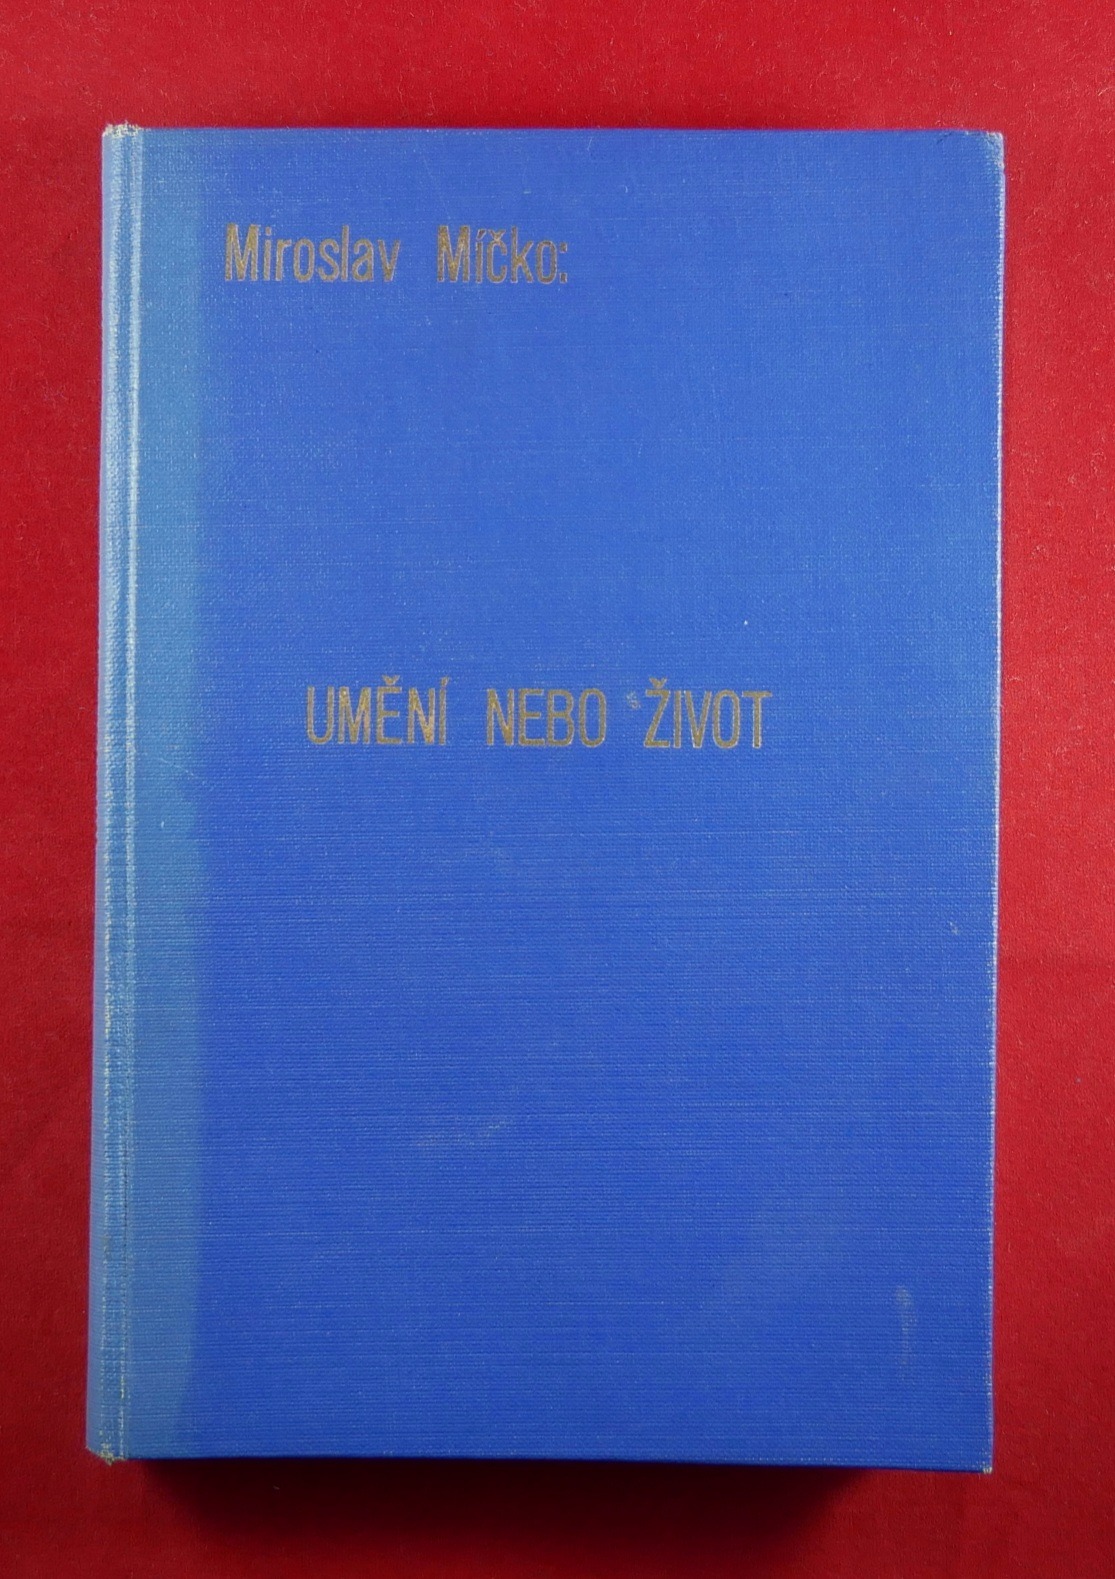 Miroslav Míčko:
UMĚNÍ NEBO ŽIVOT